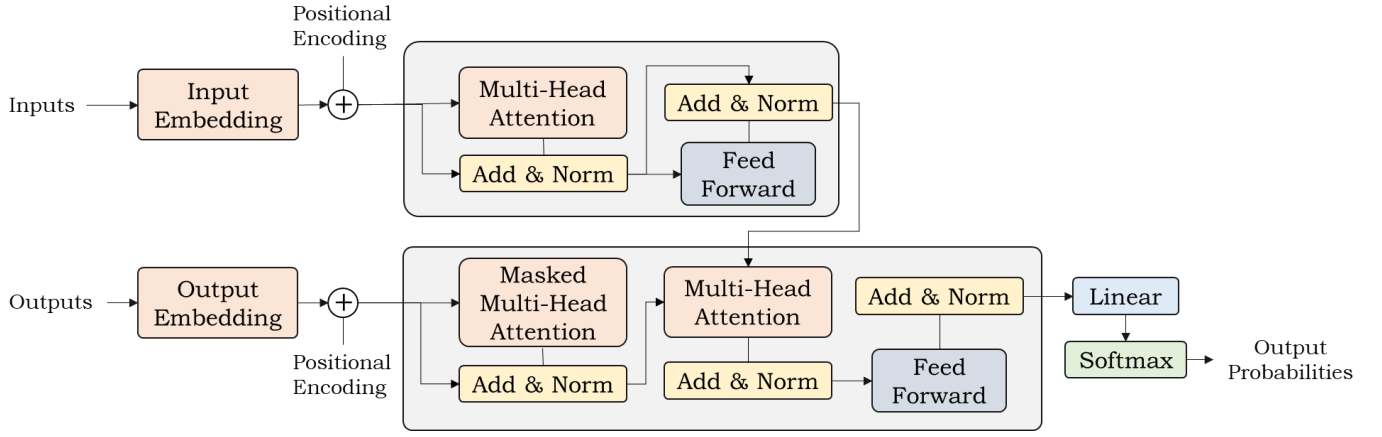 Positional
Encoding
Inputs
Input
Embedding
+
Multi-Head
Attention
Add & Norm
Add & Norm
Feed
Forward
Outputs
Output
Embedding
+
Positional
Encoding
Masked
Multi-Head
Attention
Add & Norm
Multi-Head
Attention
Add & Norm
Add & Norm
Feed
Forward
Linear
Softmax
Output
Probabilities